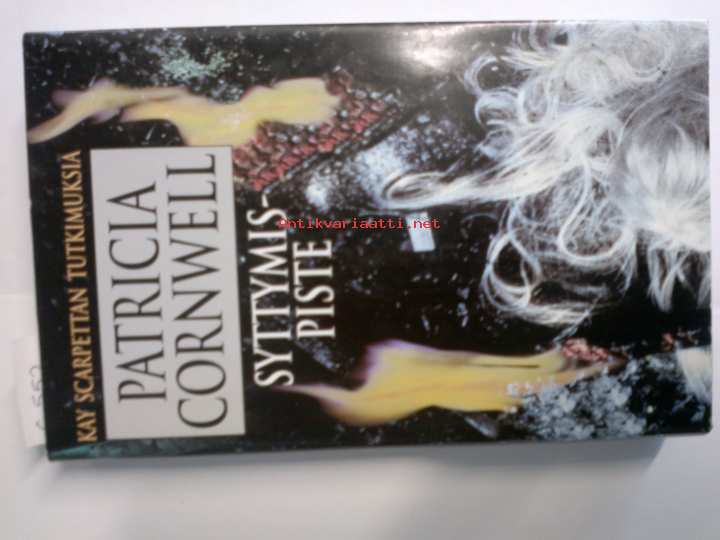 KAY SCARPETTAN TUTKIMUKSIA
PATRICIA
CORNWELL
SYTTYMIS-
PISTE
antikvariaatti.net